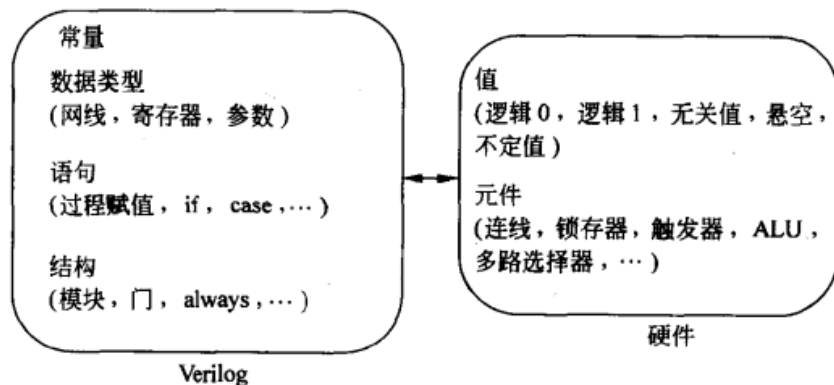 常量
数据类型
(网线，寄存器，参数)
语句
(过程赋值，if，case，…)
结构
(模块，门，always，…)
Verilog
值
(逻辑0，逻辑1，无关值，悬空，
不定值)
元件
(连线，锁存器，触发器，ALU，
多路选择器，…)
硬件